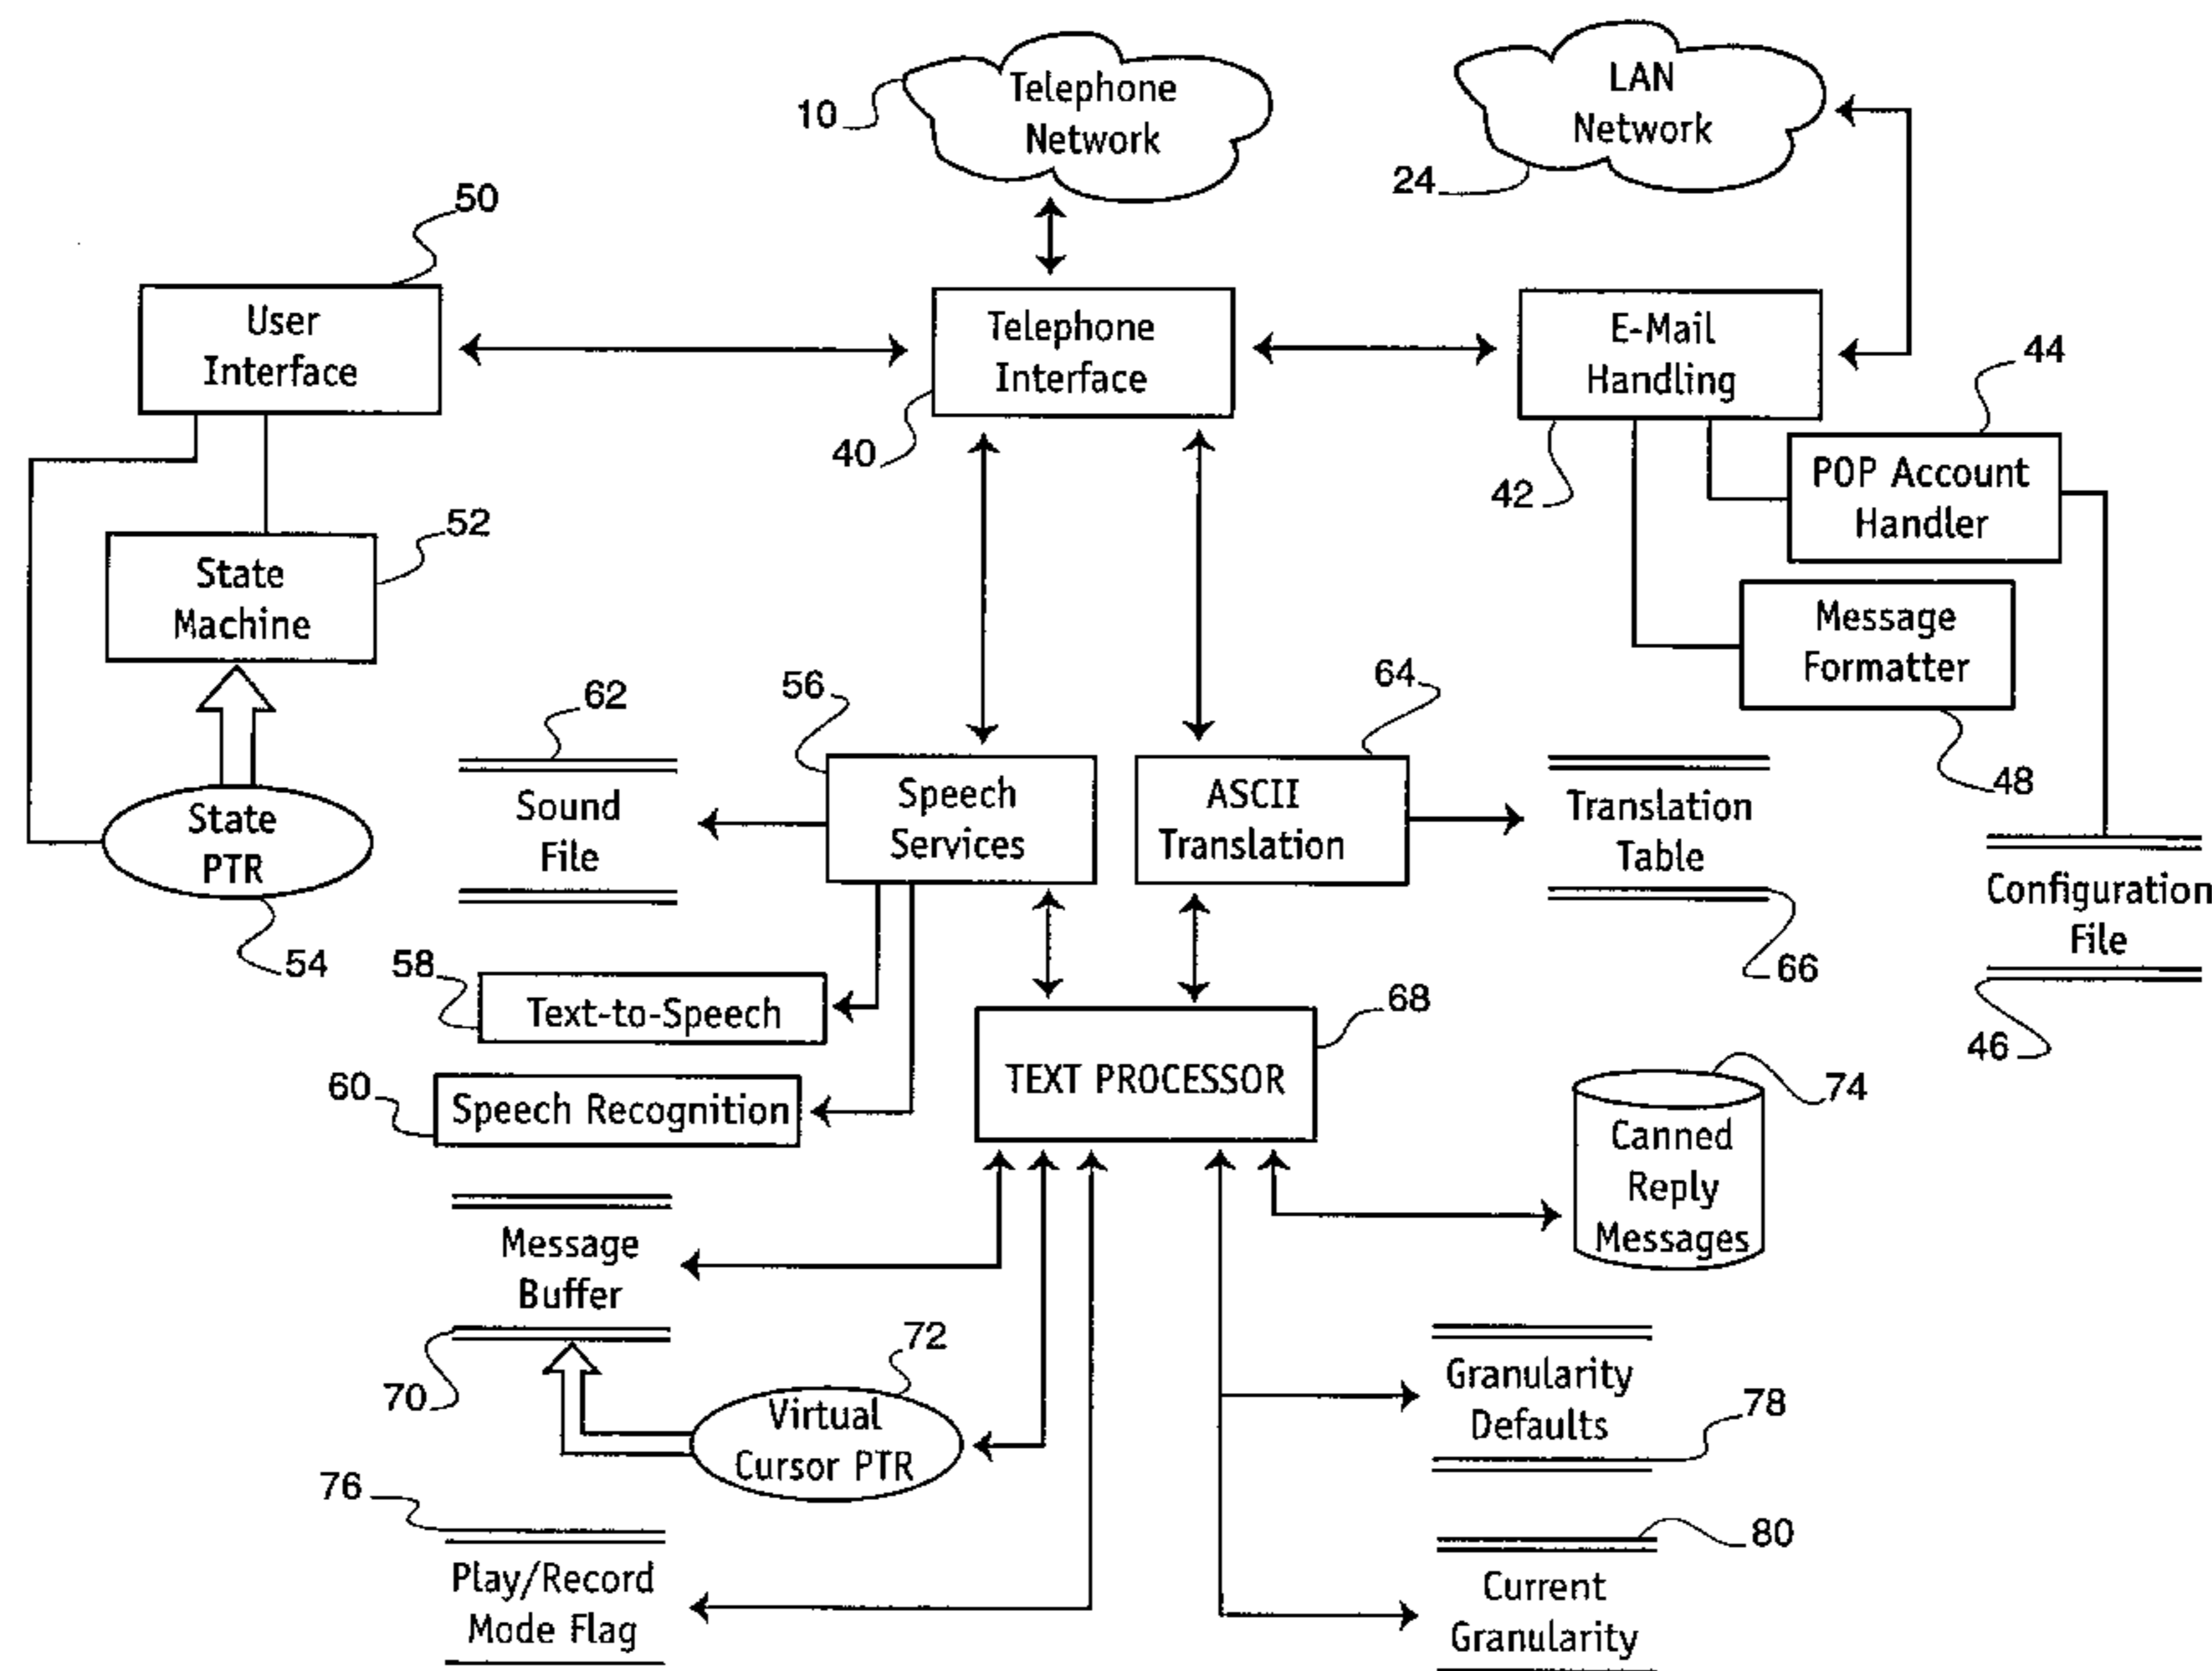 Telephone
Network
10
LAN
Network
24
50
User
Interface
Telephone
Interface
40
E-Mail
Handling
42
44
POP Account
Handler
52
State
Machine
Message
Formatter
48
62
56
64
Sound
File
Speech
Services
ASCII
Translation
Translation
Table
66
State
PTR
54
Configuration
File
46
58
Text-to-Speech
68
TEXT PROCESSOR
60
Speech Recognition
74
Canned
Reply
Messages
Message
Buffer
70
72
Virtual
Cursor PTR
Granularity
Defaults
78
76
Play/Record
Mode Flag
80
Current
Granularity